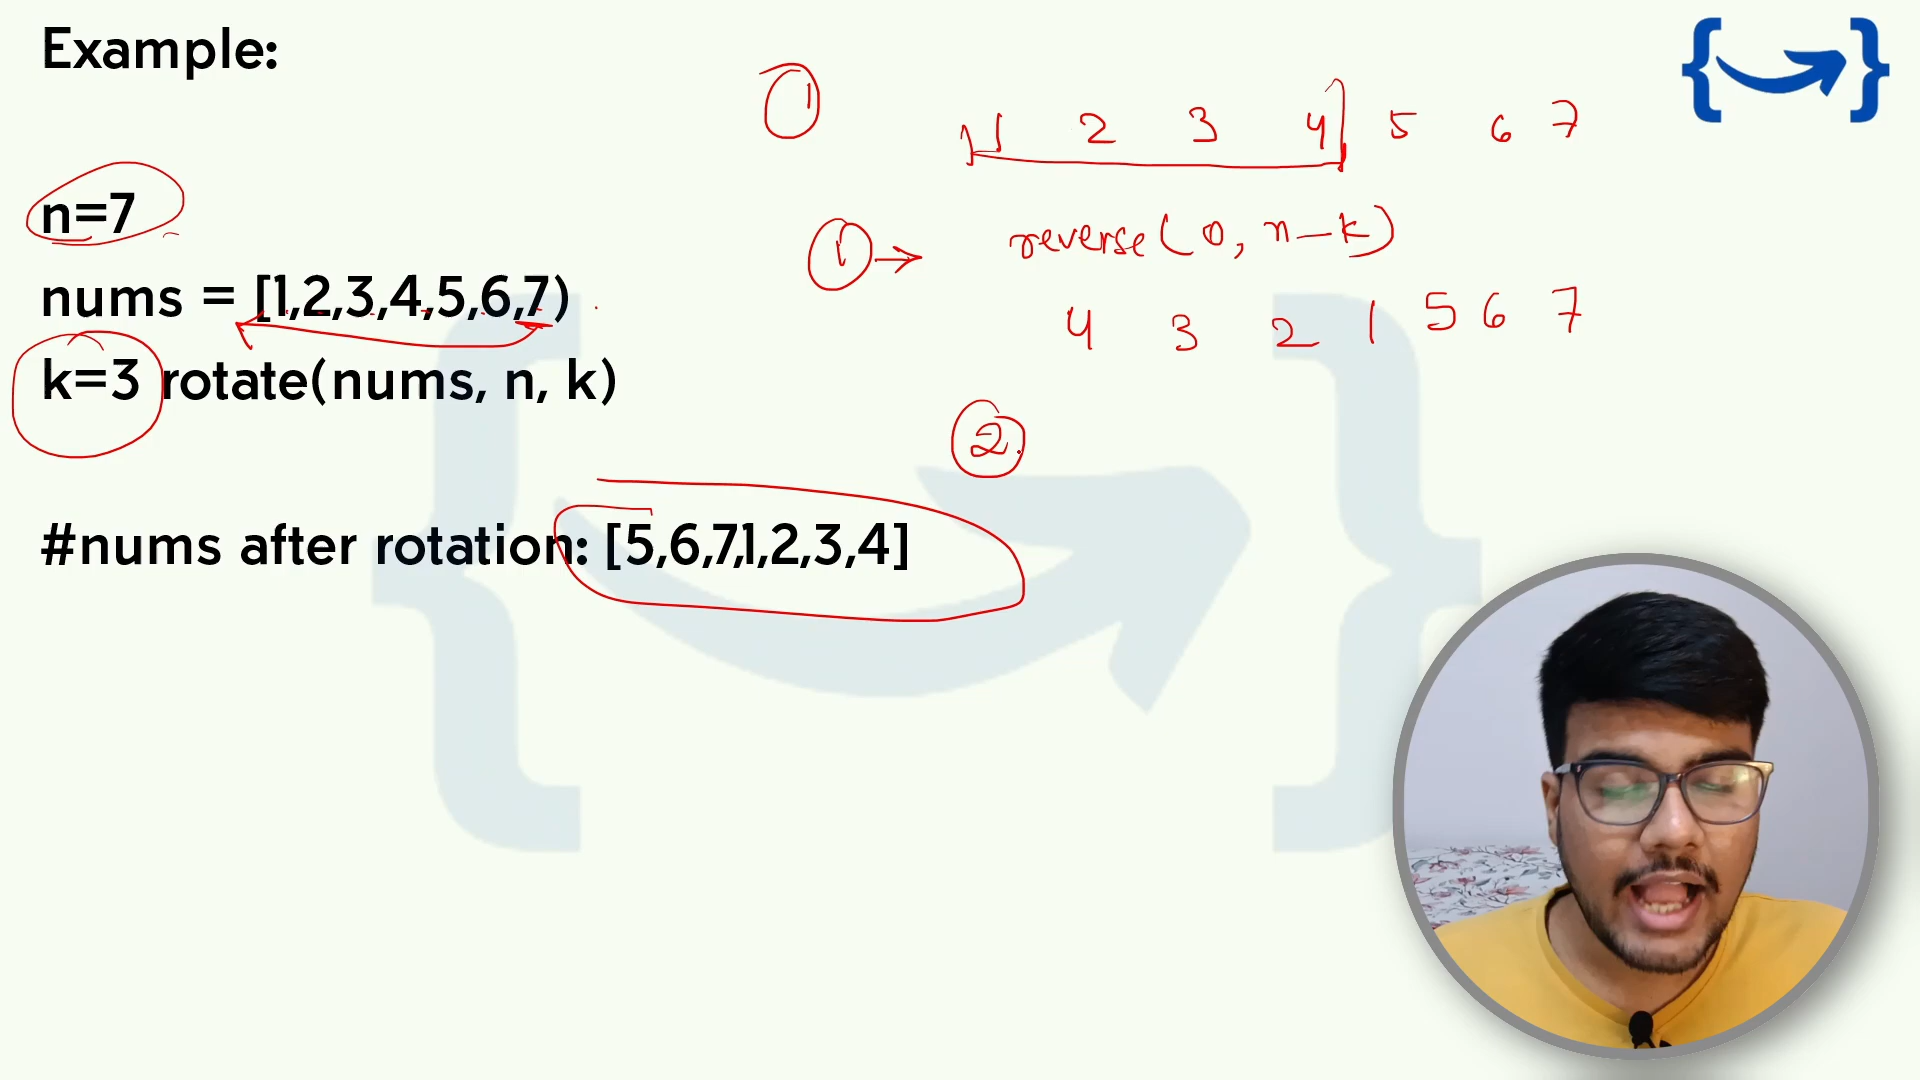 Example:
1
1 2 3 4 5 6 7
n=7
1 → reverse(0, n-k)
nums = [1,2,3,4,5,6,7)
4 3 2 1 5 6 7
k=3 rotate(nums, n, k)
2.
#nums after rotation: [5,6,7,1,2,3,4]